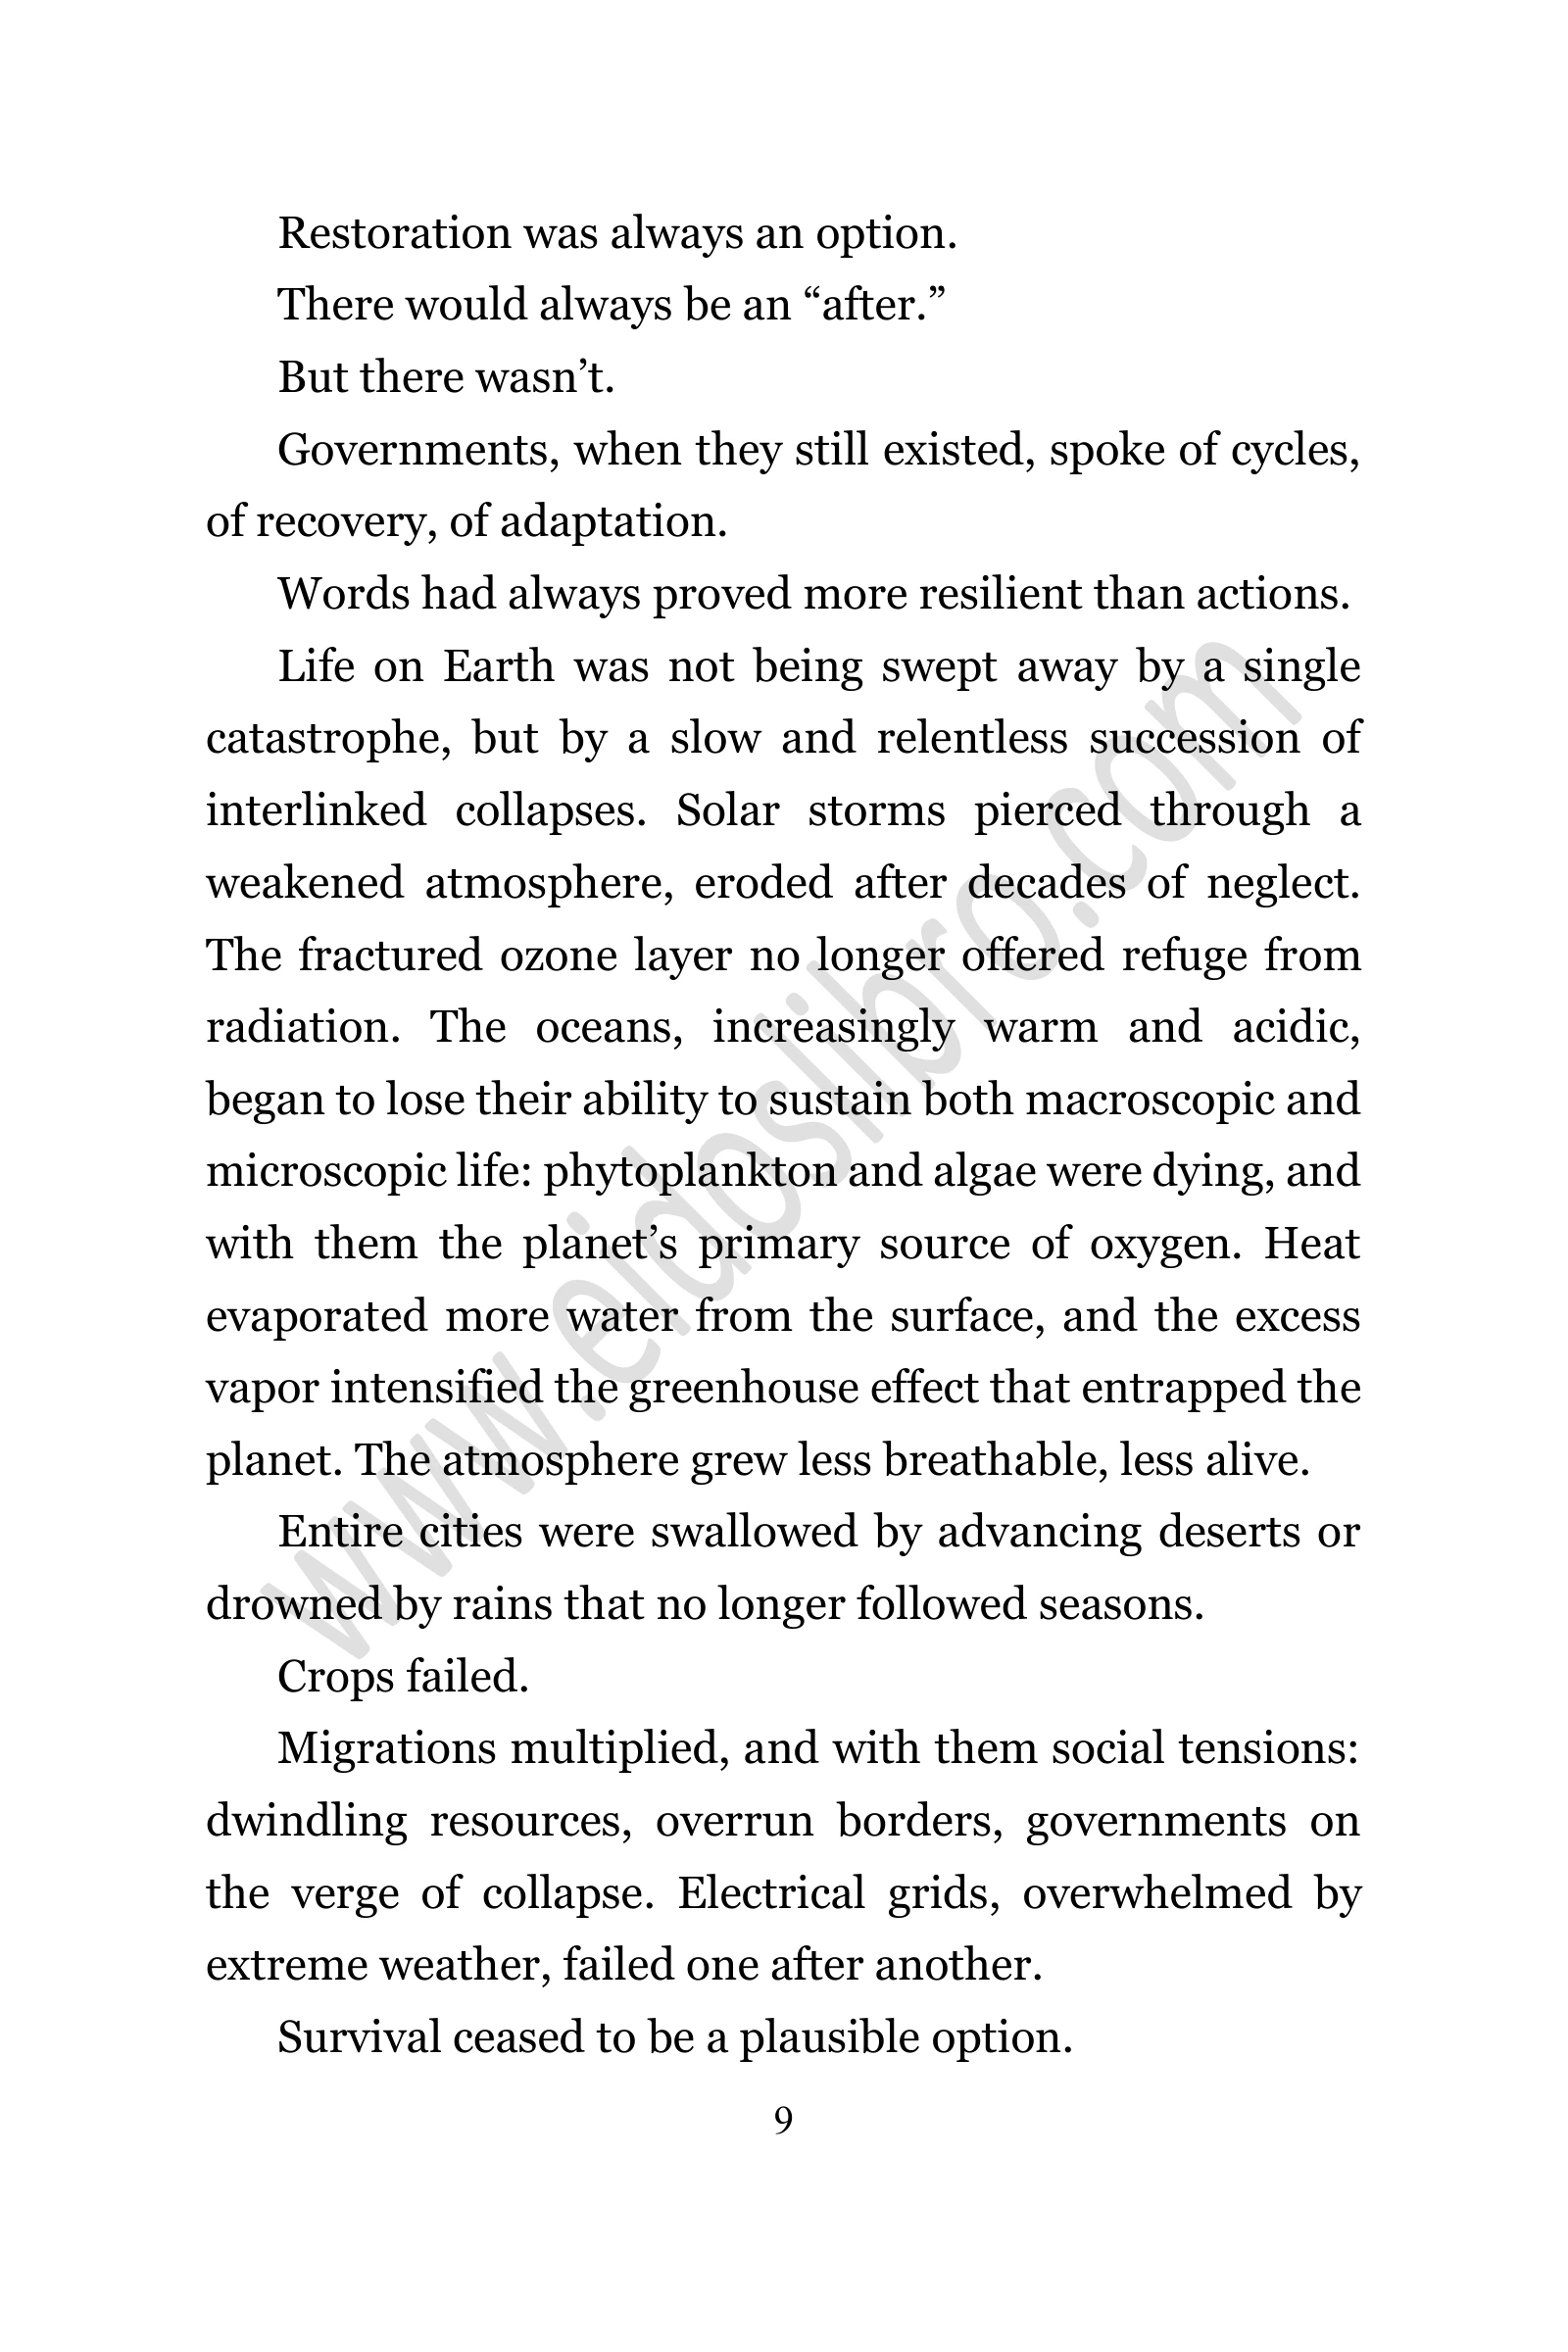 Restoration was always an option.
There would always be an “after.”
But there wasn’t.
Governments, when they still existed, spoke of cycles,
of recovery, of adaptation.
Words had always proved more resilient than actions.
Life on Earth was not being swept away by a single
catastrophe, but by a slow and relentless succession of
interlinked collapses. Solar storms pierced through a
weakened atmosphere, eroded after decades of neglect.
The fractured ozone layer no longer offered refuge from
radiation. The oceans, increasingly warm and acidic,
began to lose their ability to sustain both macroscopic and
microscopic life: phytoplankton and algae were dying, and
with them the planet’s primary source of oxygen. Heat
evaporated more water from the surface, and the excess
vapor intensified the greenhouse effect that entrapped the
planet. The atmosphere grew less breathable, less alive.
Entire cities were swallowed by advancing deserts or
drowned by rains that no longer followed seasons.
Crops failed.
Migrations multiplied, and with them social tensions:
dwindling resources, overrun borders, governments on
the verge of collapse. Electrical grids, overwhelmed by
extreme weather, failed one after another.
Survival ceased to be a plausible option.
9
www.eidoslibro.com